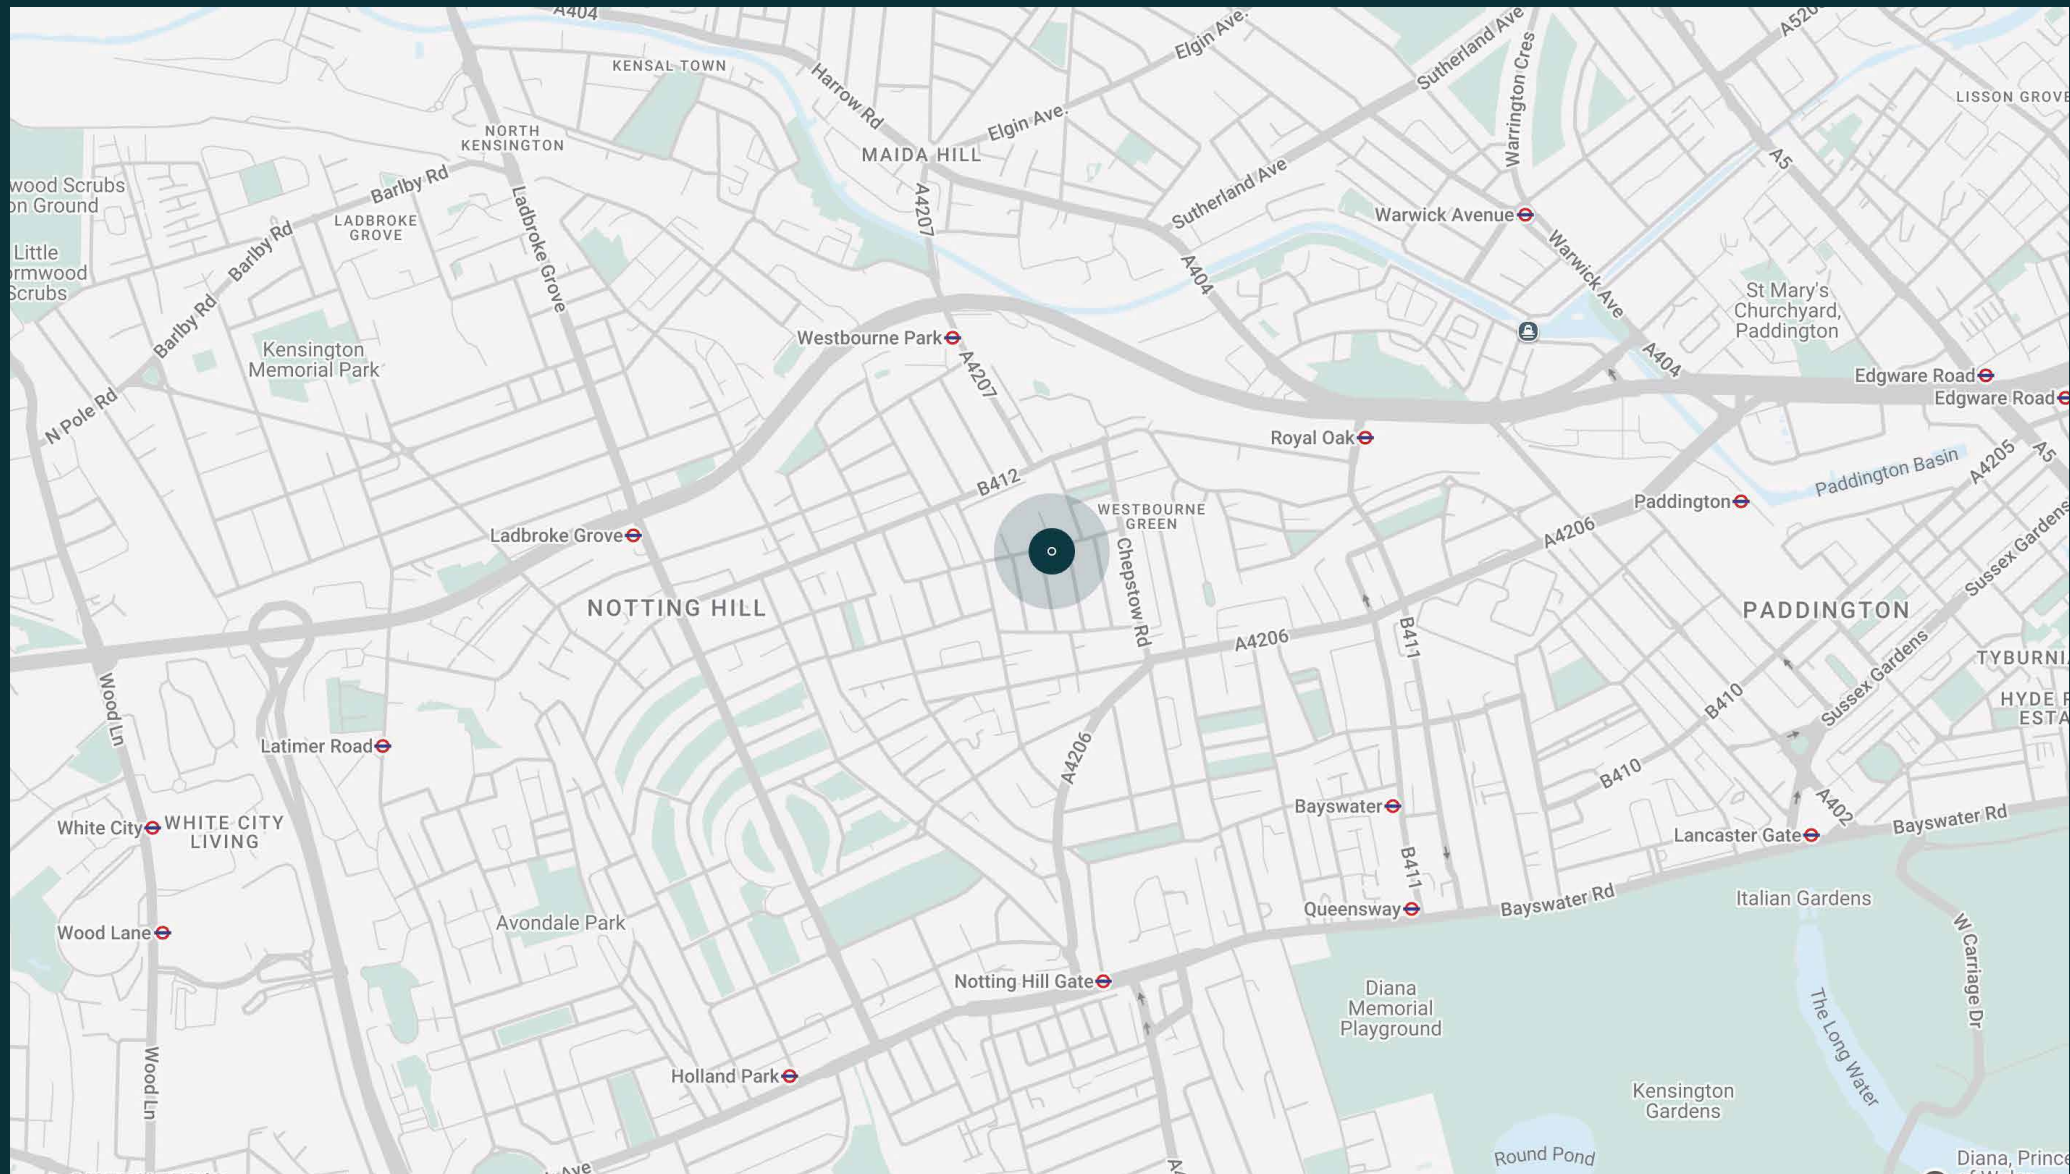 A404
A520
KENSAL TOWN
Elgin Ave.
Sutherland Ave
Warrington Cres
Harrow Rd
LISSON GROVE
NORTH
KENSINGTON
Elgin Ave.
MAIDA HILL
A5
Barlby Rd
wood Scrubs
on Ground
Ladbroke Grove
A4207
Sutherland Ave
Warwick Avenue
LADBROKE
GROVE
Barlby Rd
Little
ormwood
Scrubs
A404
Warwick Ave
St Mary's
Churchyard,
Paddington
Barlby Rd
Westbourne Park
Kensington
Memorial Park
A4207
A404
Edgware Road
Edgware Road
N Pole Rd
Royal Oak
A5
A4205
Paddington Basin
B412
Paddington
WESTBOURNE
GREEN
Ladbroke Grove
A4206
Sussex Gardens
Chepstow Rd
NOTTING HILL
PADDINGTON
A4206
B411
TYBURNI
Sussex Gardens
Wood Ln
B410
HYDE P
ESTA
Latimer Road
A4206
B410
Bayswater
A402
White City
WHITE CITY
LIVING
Lancaster Gate
Bayswater Rd
B411
Queensway
Bayswater Rd
Italian Gardens
Avondale Park
Wood Lane
W Carriage Dr
Notting Hill Gate
Diana
Memorial
Playground
The Long Water
Wood Ln
Holland Park
Kensington
Gardens
Round Pond
Diana, Prince
Ave